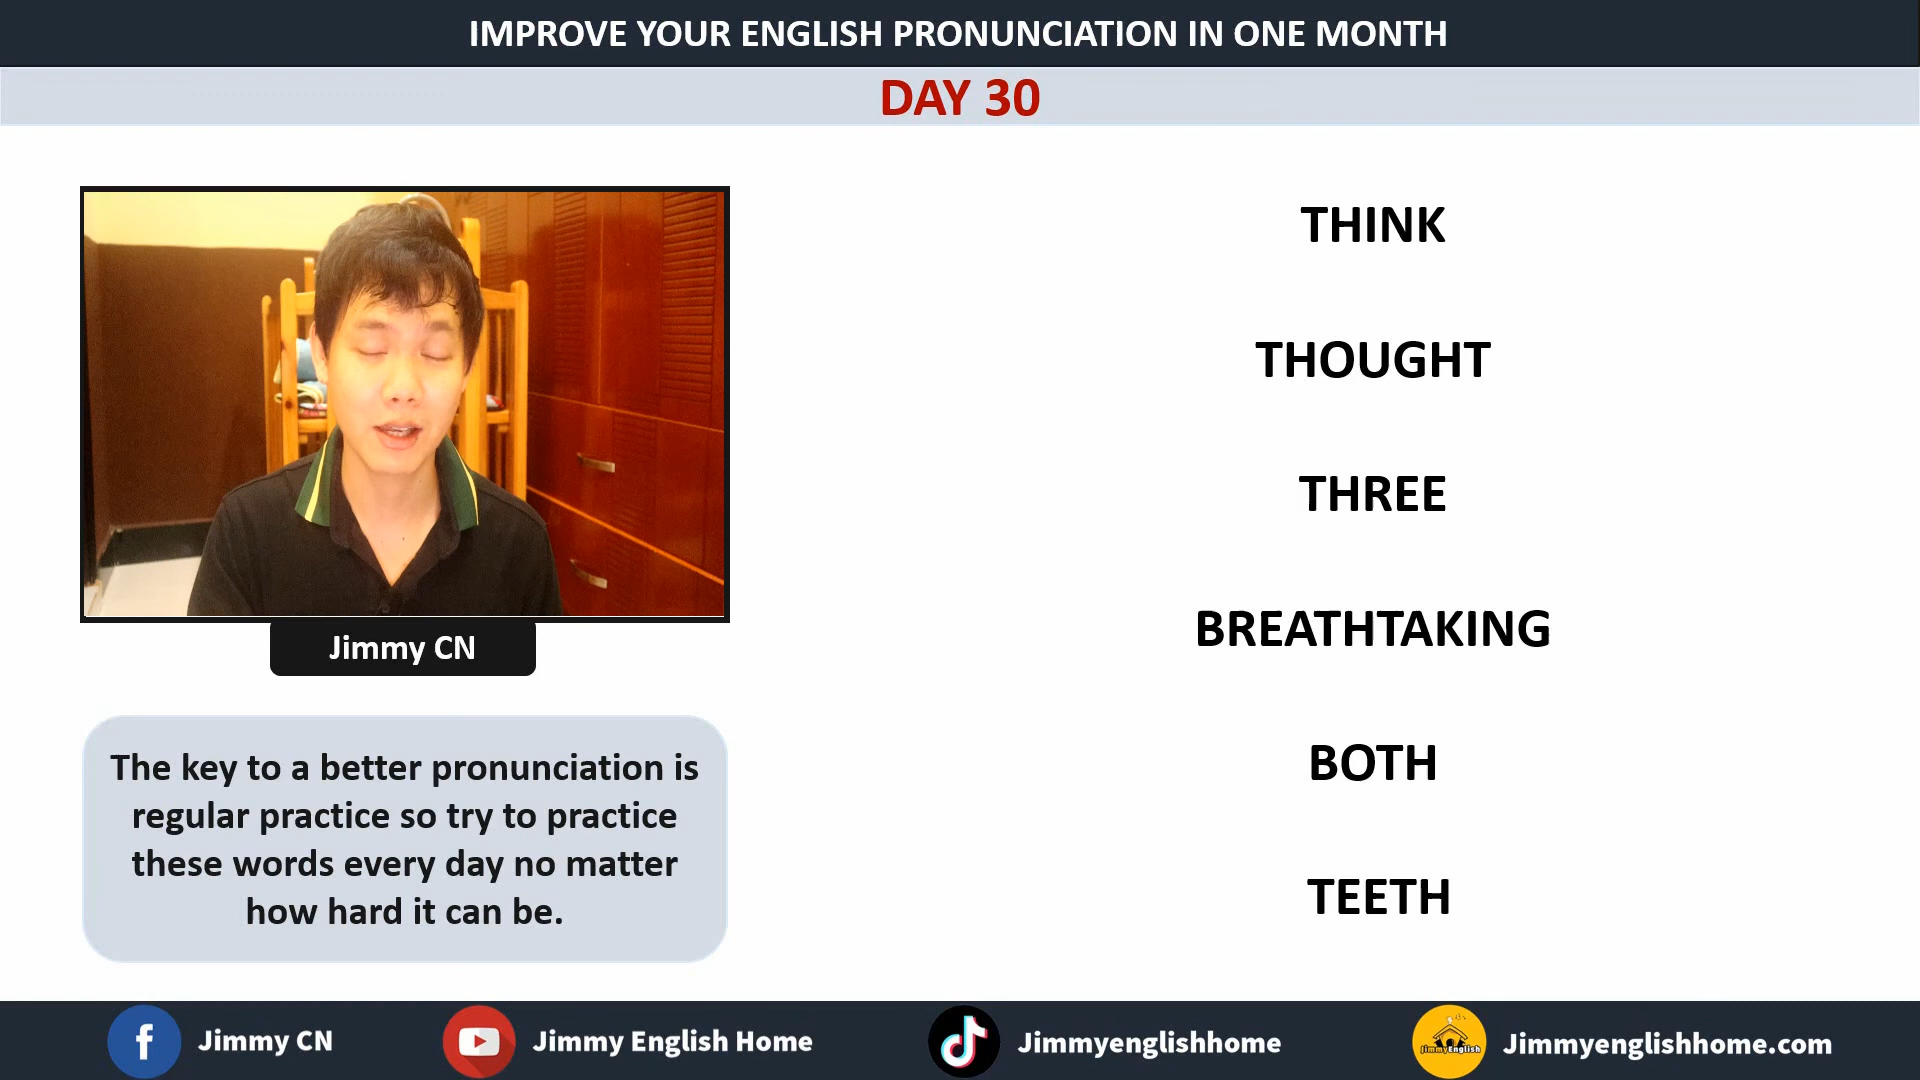 IMPROVE YOUR ENGLISH PRONUNCIATION IN ONE MONTH
DAY 30
THINK
THOUGHT
THREE
BREATHTAKING
BOTH
TEETH
Jimmy CN
The key to a better pronunciation is
regular practice so try to practice
these words every day no matter
how hard it can be.
Jimmy CN
Jimmy English Home
Jimmyenglishhome
JimmyEnglish
Jimmyenglishhome.com